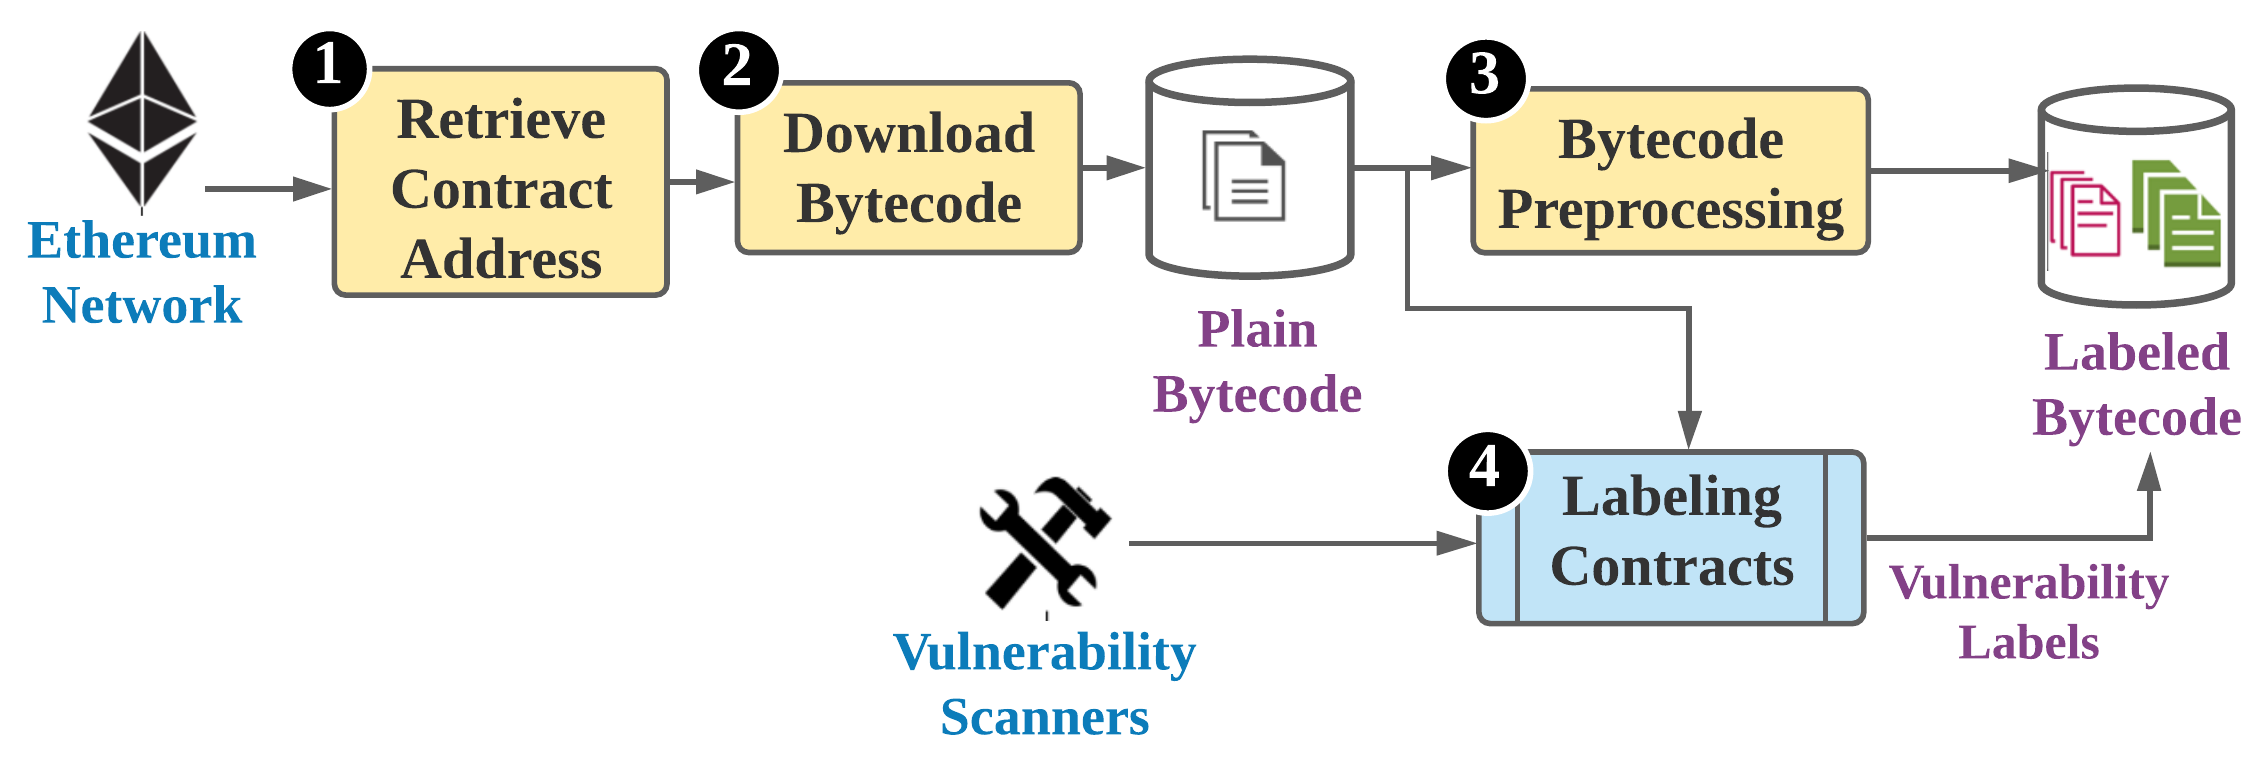 1
Retrieve
Contract
Address
2
Download
Bytecode
3
Bytecode
Preprocessing
Ethereum
Network
Plain
Bytecode
Labeled
Bytecode
4
Labeling
Contracts
Vulnerability
Labels
Vulnerability
Scanners